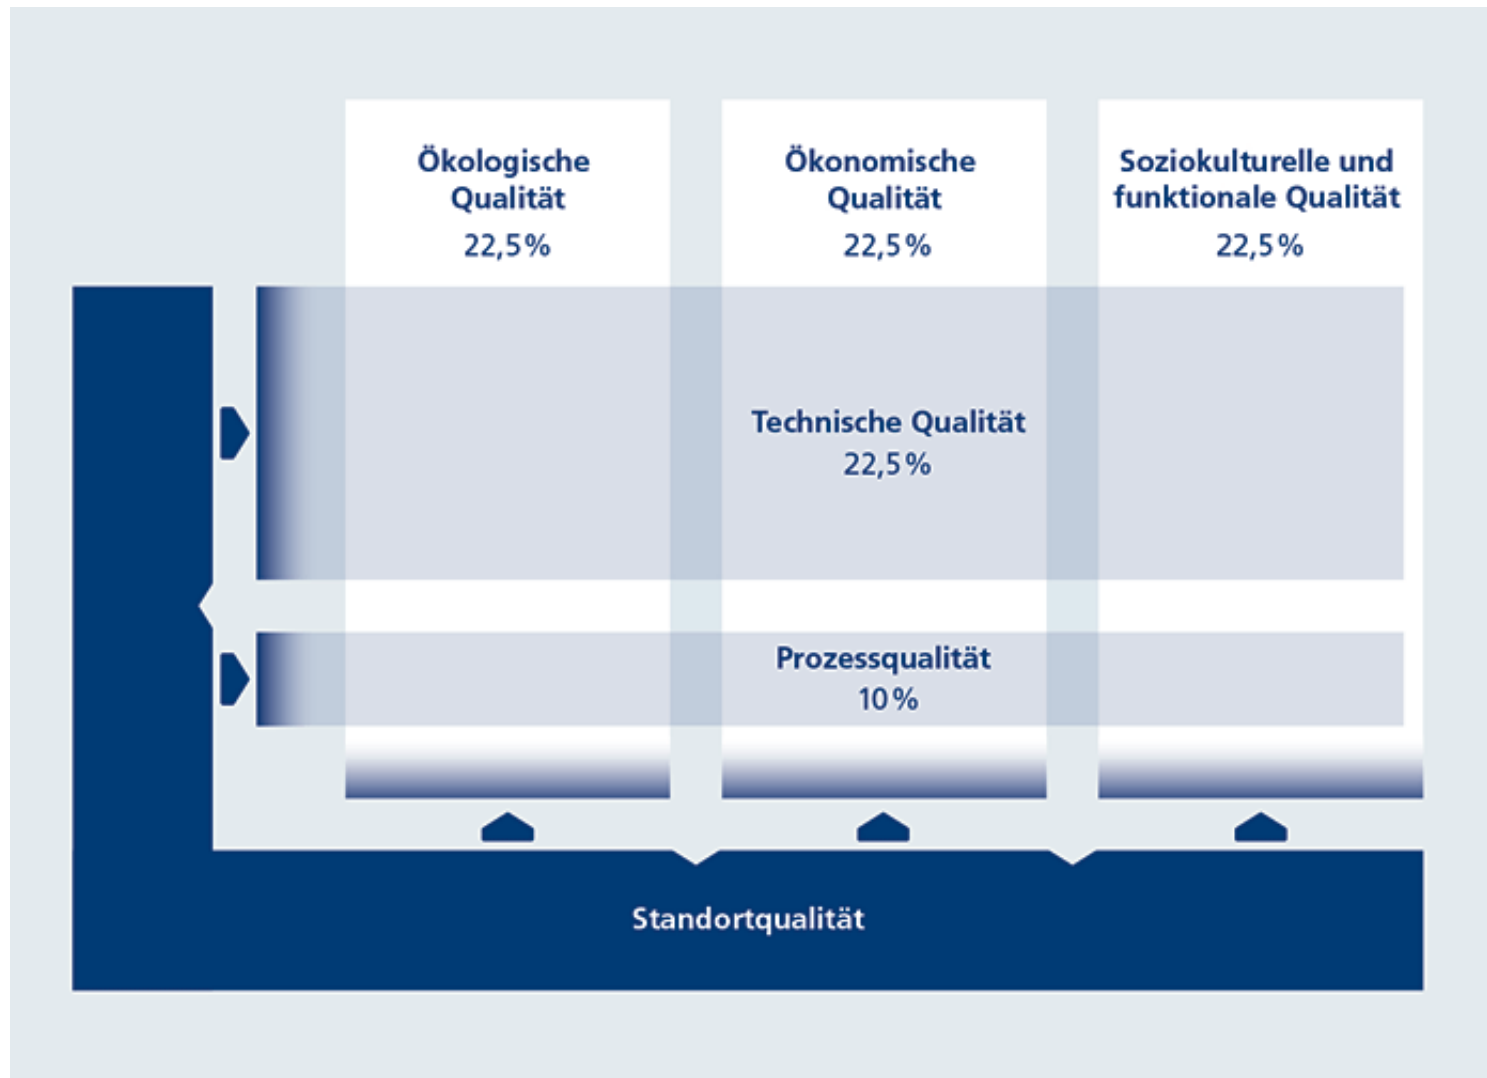 Ökologische
Qualität
22,5 %
Ökonomische
Qualität
22,5 %
Soziokulturelle und
funktionale Qualität
22,5 %
Technische Qualität
22,5 %
Prozessqualität
10 %
Standortqualität